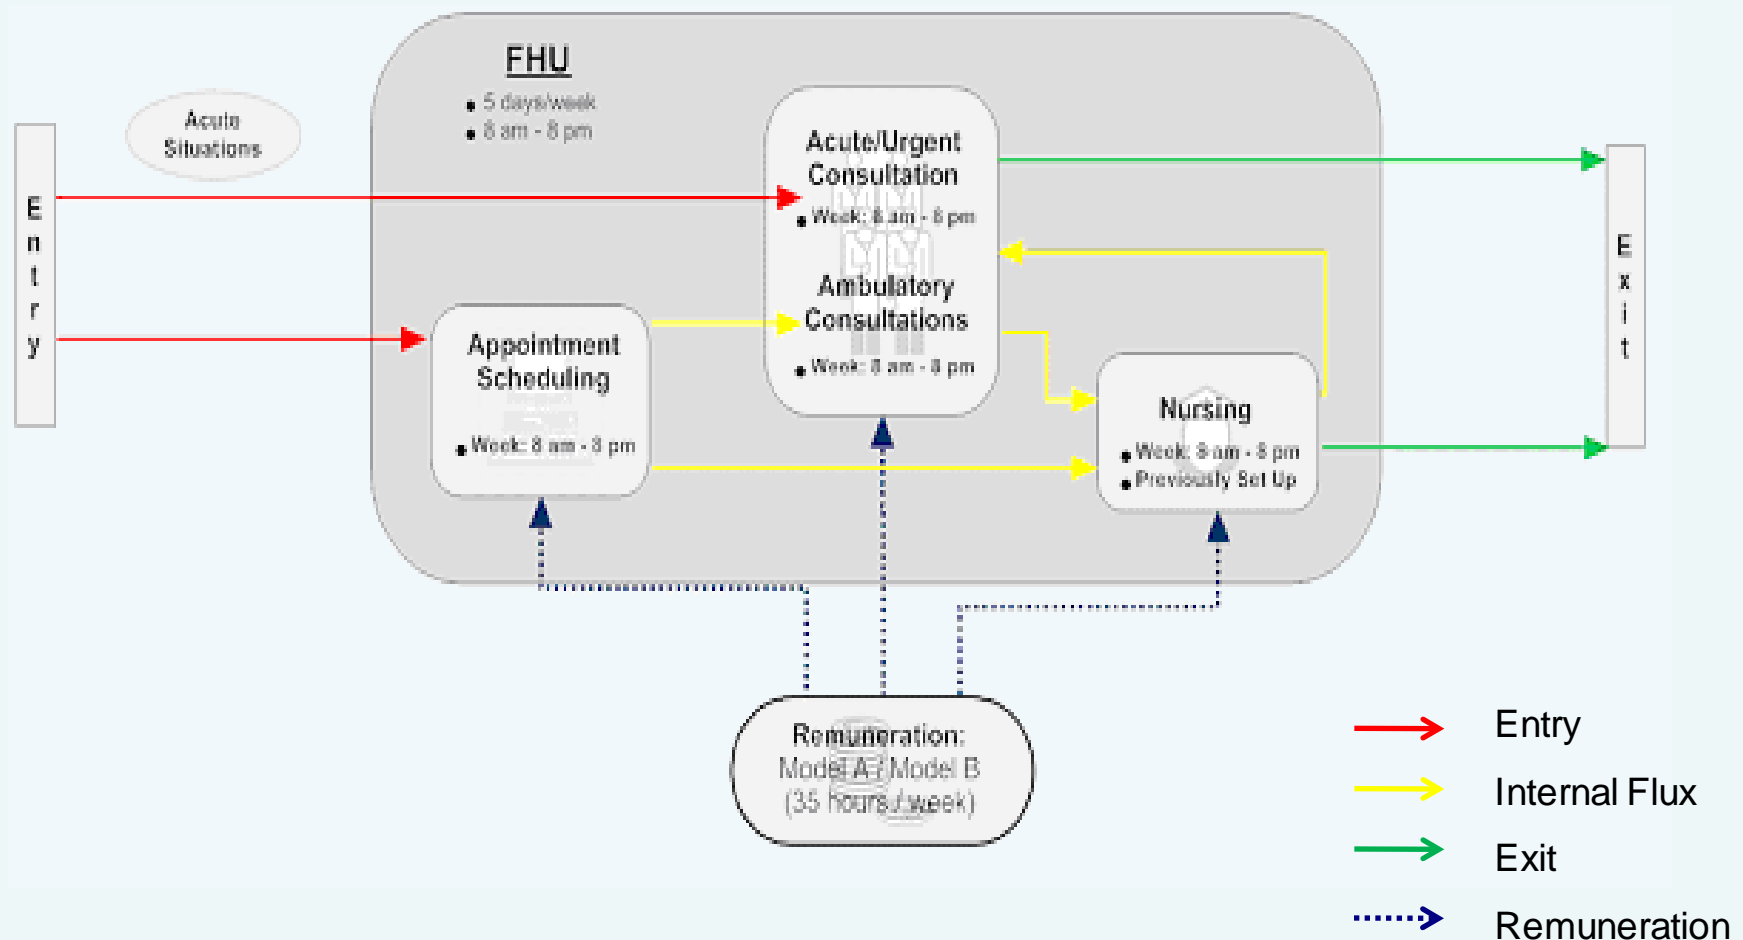 FHU
• 5 days/week
• 8 am - 8 pm
Acute
Situations
Entry
Acute/Urgent
Consultation
• Week: 8 am - 8 pm
Ambulatory
Consultations
• Week: 8 am - 8 pm
Appointment
Scheduling
• Week: 8 am - 8 pm
Nursing
• Week: 8 am - 8 pm
• Previously Set Up
Exit
Remuneration:
Model A / Model B
(35 hours / week)
Entry
Internal Flux
Exit
Remuneration